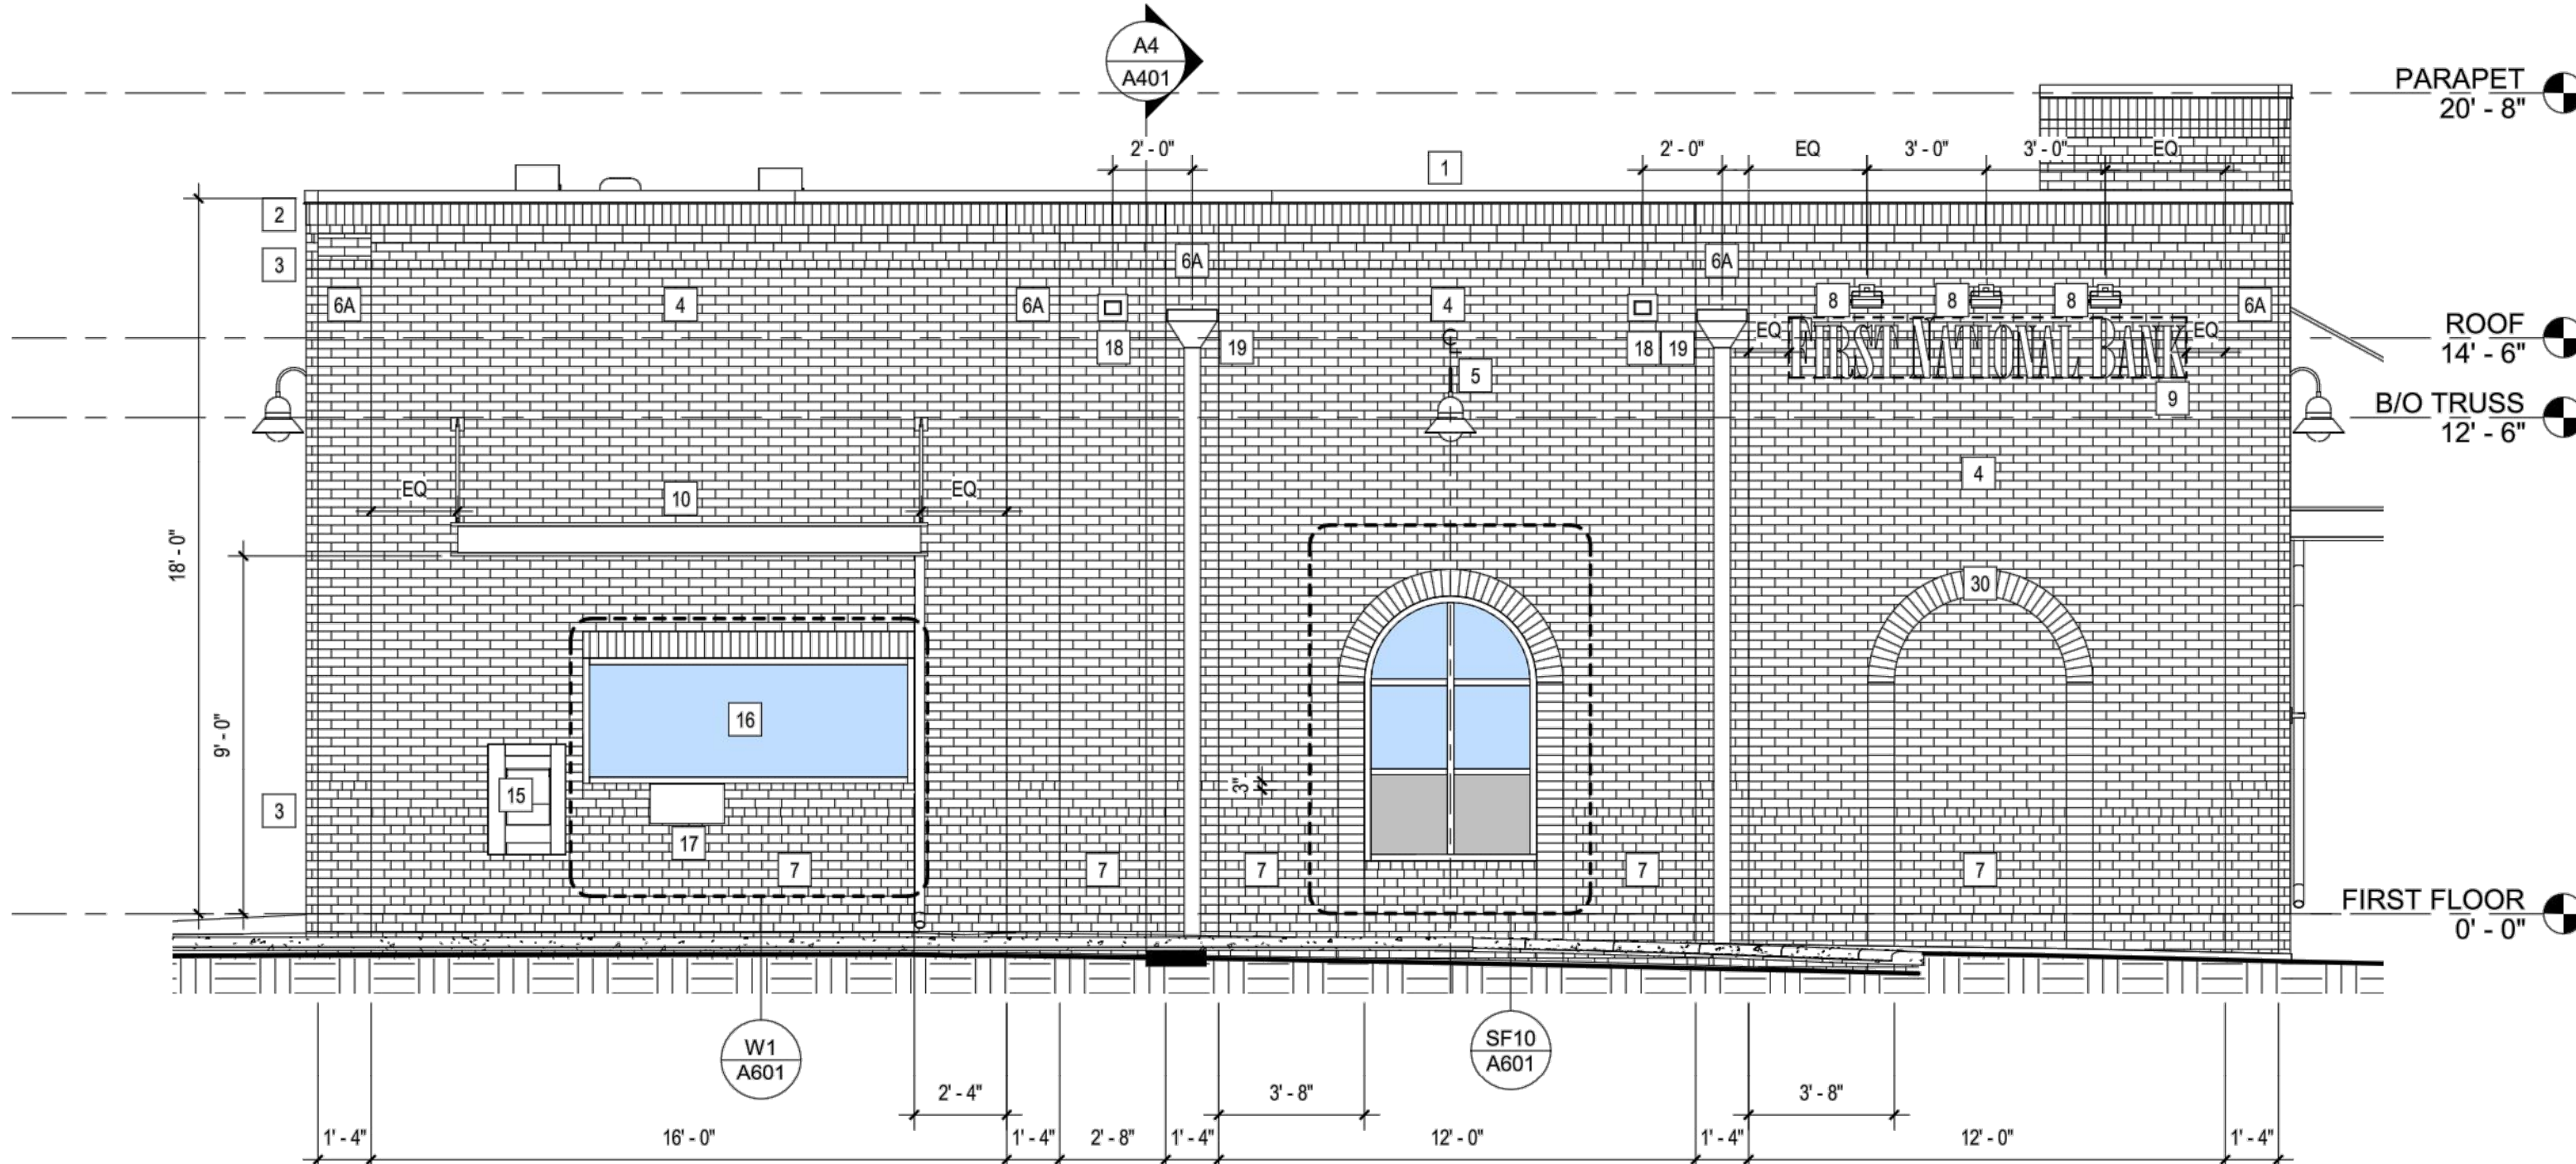 A4
A401
PARAPET
20' - 8"
2' - 0"
1
2' - 0"
EQ
3' - 0"
3' - 0"
EQ
2
3
6A
6A
6A
4
6A
4
8
8
8
6A
18
19
18
19
EQ
FIRST NATIONAL BANK
EQ
ROOF
14' - 6"
5
9
B/O TRUSS
12' - 6"
4
EQ
10
EQ
18' - 0"
30
9' - 0"
16
15
3"
3
17
7
7
7
7
7
FIRST FLOOR
0' - 0"
W1
A601
SF10
A601
2' - 4"
3' - 8"
3' - 8"
1' - 4"
16' - 0"
1' - 4"
2' - 8"
1' - 4"
12' - 0"
1' - 4"
12' - 0"
1' - 4"